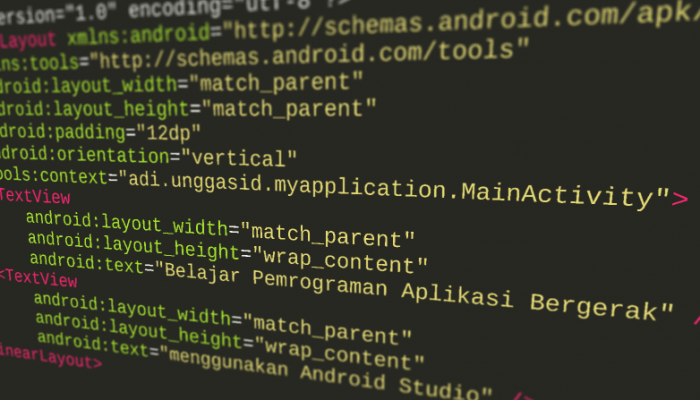 ersion="1.0" encoding="utf-8"?>
Layout xmlns:android="http://schemas.android.com/apk/
ns:tools="http://schemas.android.com/tools"
droid:layout_width="match_parent"
droid:layout_height="match_parent"
droid:padding="12dp"
droid:orientation="vertical"
ools:context="adi.unggasid.myapplication.MainActivity">
TextView
android:layout_width="match_parent"
android:layout_height="wrap_content"
android:text="Belajar Pemrograman Aplikasi Bergerak" /
<TextView
android:layout_width="match_parent"
android:layout_height="wrap_content"
android:text="menggunakan Android Studio" />
inearLayout>